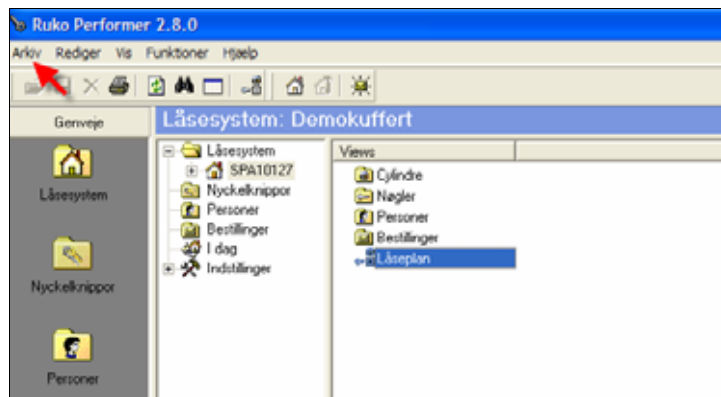 Ruko Performer 2.8.0
Arkiv Rediger Vis Funktioner Hjælp
Genveje
Låsesystem: Demokuffert
Låsesystem
SPA10127
Nyckelknippor
Personer
Bestillinger
I dag
Indstillinger
Views
Cylindre
Nøgler
Personer
Bestillinger
Låseplan
Låsesystem
Nyckelknippor
Personer